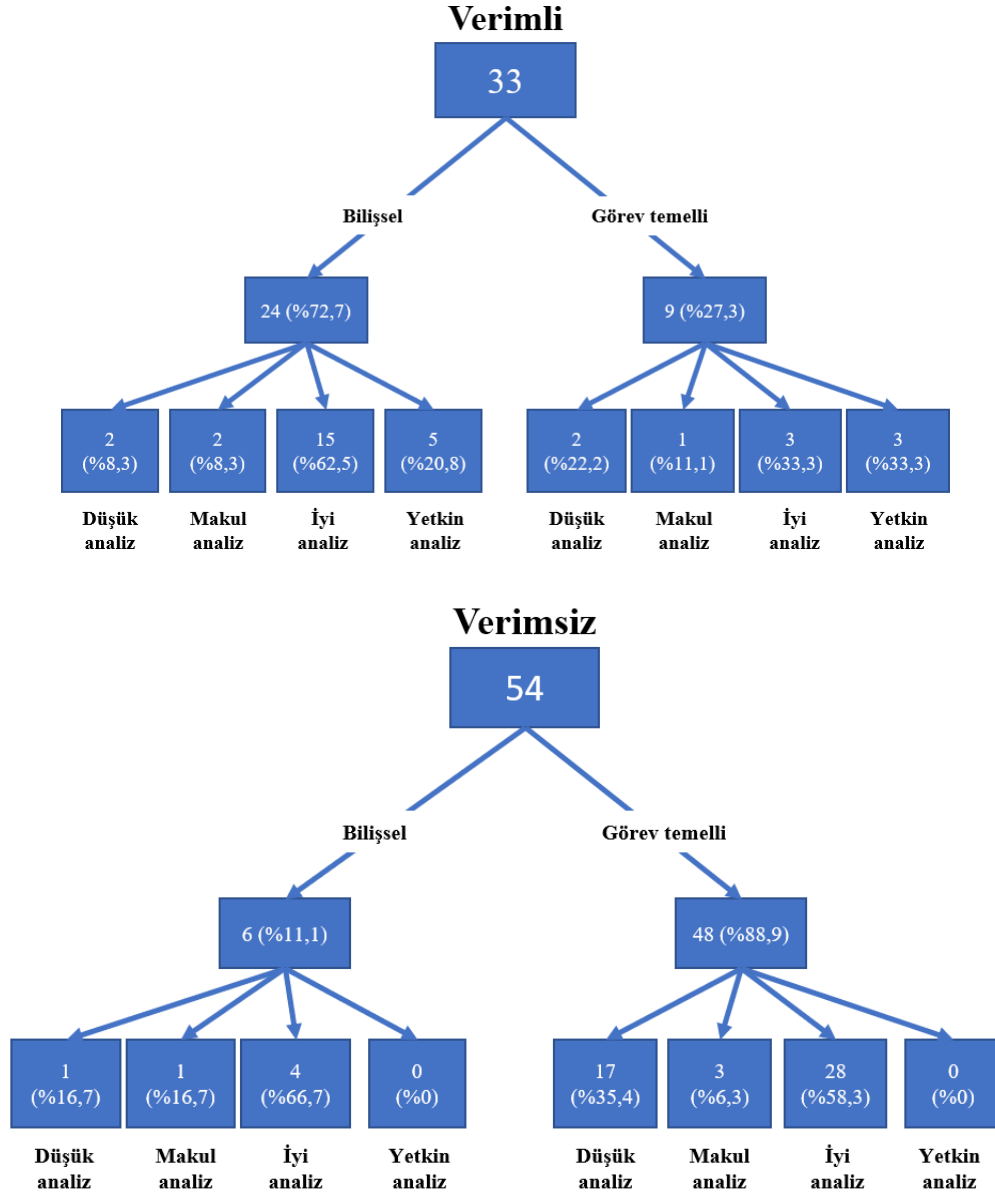 Verimli
33
Bilişsel
Görev temelli
24 (%72,7)
9 (%27,3)
2
(%8,3)
2
(%8,3)
15
(%62,5)
5
(%20,8)
2
(%22,2)
1
(%11,1)
3
(%33,3)
3
(%33,3)
Düşük
analiz
Makul
analiz
İyi
analiz
Yetkin
analiz
Düşük
analiz
Makul
analiz
İyi
analiz
Yetkin
analiz
Verimsiz
54
Bilişsel
Görev temelli
6 (%11,1)
48 (%88,9)
1
(%16,7)
1
(%16,7)
4
(%66,7)
0
(%0)
17
(%35,4)
3
(%6,3)
28
(%58,3)
0
(%0)
Düşük
analiz
Makul
analiz
İyi
analiz
Yetkin
analiz
Düşük
analiz
Makul
analiz
İyi
analiz
Yetkin
analiz